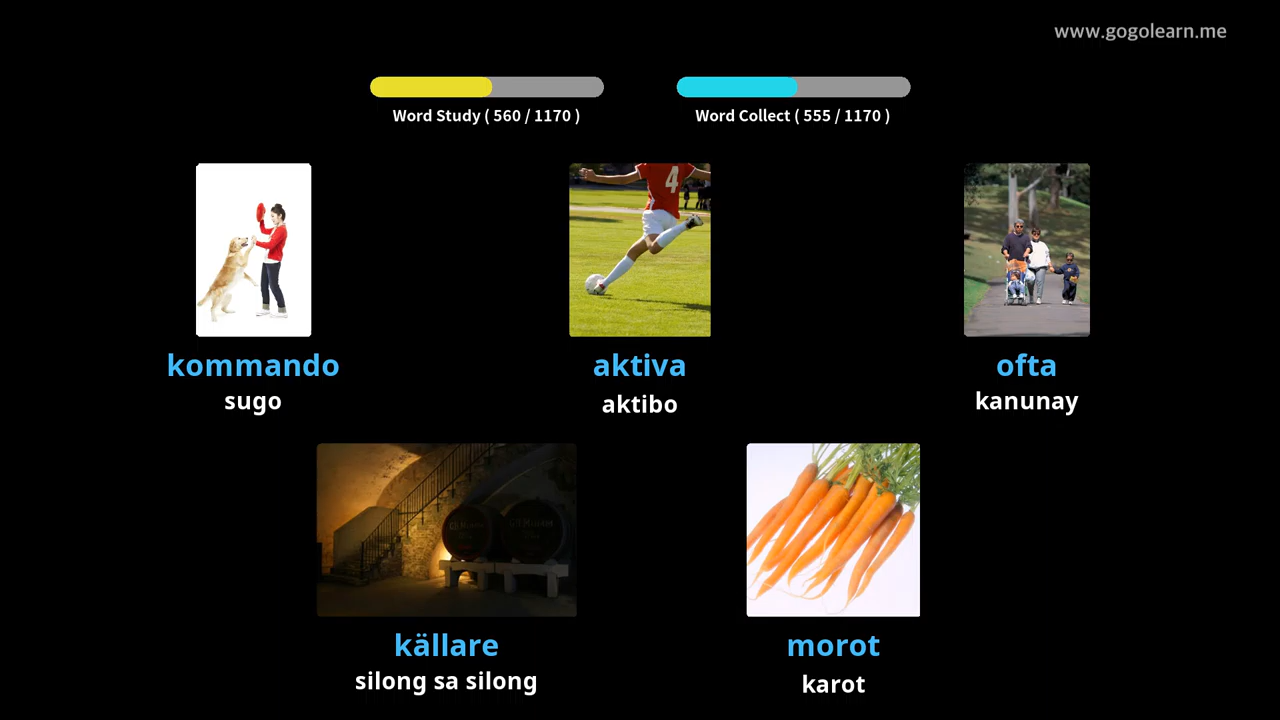 www.gogolearn.me
Word Study ( 560 / 1170 )
Word Collect ( 555 / 1170 )
kommando
sugo
aktiva
aktibo
ofta
kanunay
källare
silong sa silong
morot
karot
4